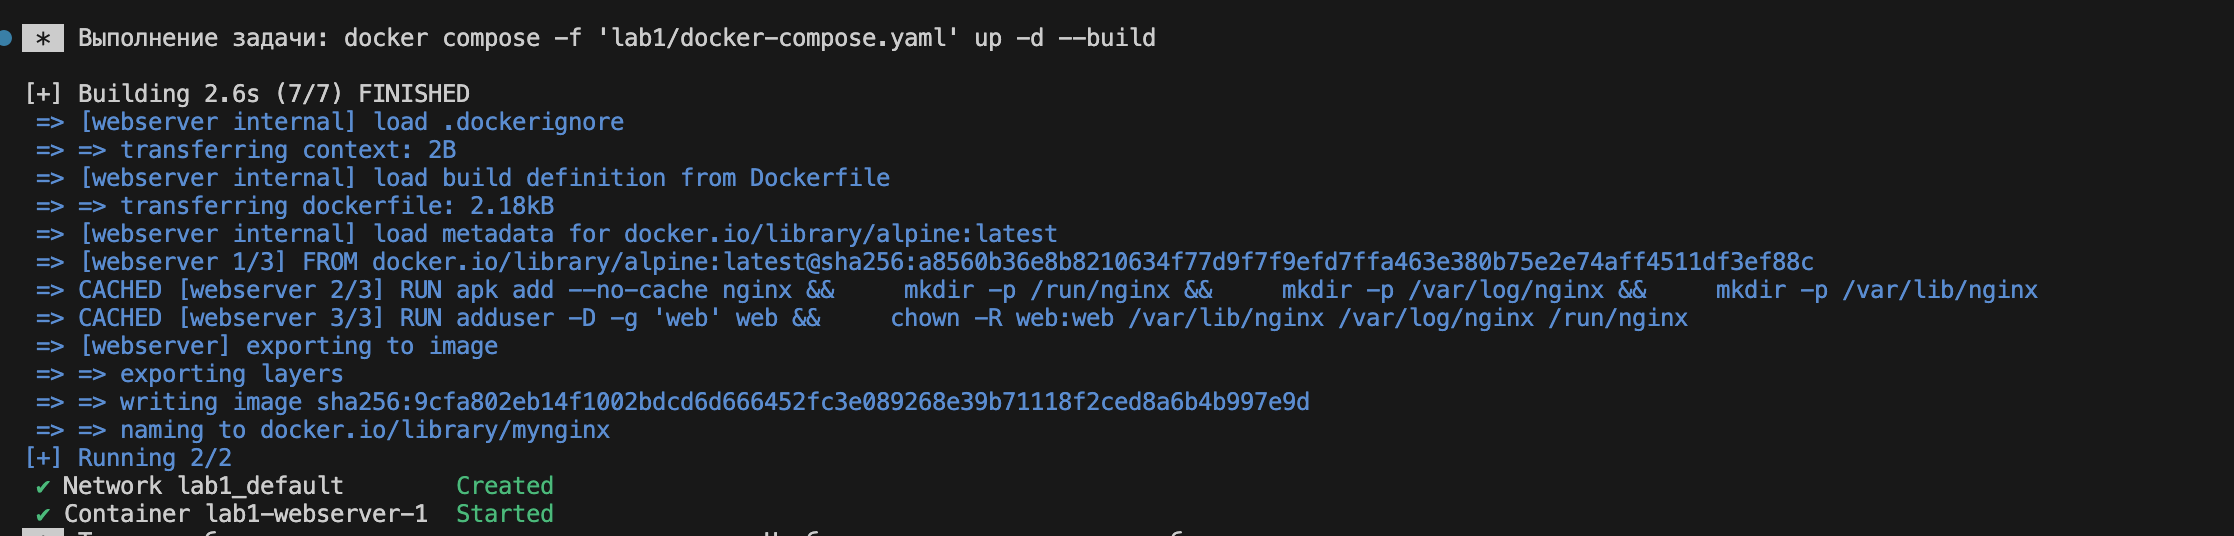 * Выполнение задачи: docker compose -f 'lab1/docker-compose.yaml' up -d --build
[+] Building 2.6s (7/7) FINISHED
=> [webserver internal] load .dockerignore
=> => transferring context: 2B
=> [webserver internal] load build definition from Dockerfile
=> => transferring dockerfile: 2.18kB
=> [webserver internal] load metadata for docker.io/library/alpine:latest
=> [webserver 1/3] FROM docker.io/library/alpine:latest@sha256:a8560b36e8b8210634f77d9f7f9efd7ffa463e380b75e2e74aff4511df3ef88c
=> CACHED [webserver 2/3] RUN apk add --no-cache nginx &&     mkdir -p /run/nginx &&     mkdir -p /var/log/nginx &&     mkdir -p /var/lib/nginx
=> CACHED [webserver 3/3] RUN adduser -D -g 'web' web &&     chown -R web:web /var/lib/nginx /var/log/nginx /run/nginx
=> [webserver] exporting to image
=> => exporting layers
=> => writing image sha256:9cfa802eb14f1002bdcd6d666452fc3e089268e39b71118f2ced8a6b4b997e9d
=> => naming to docker.io/library/mynginx
[+] Running 2/2
✔ Network lab1_default        Created
✔ Container lab1-webserver-1  Started